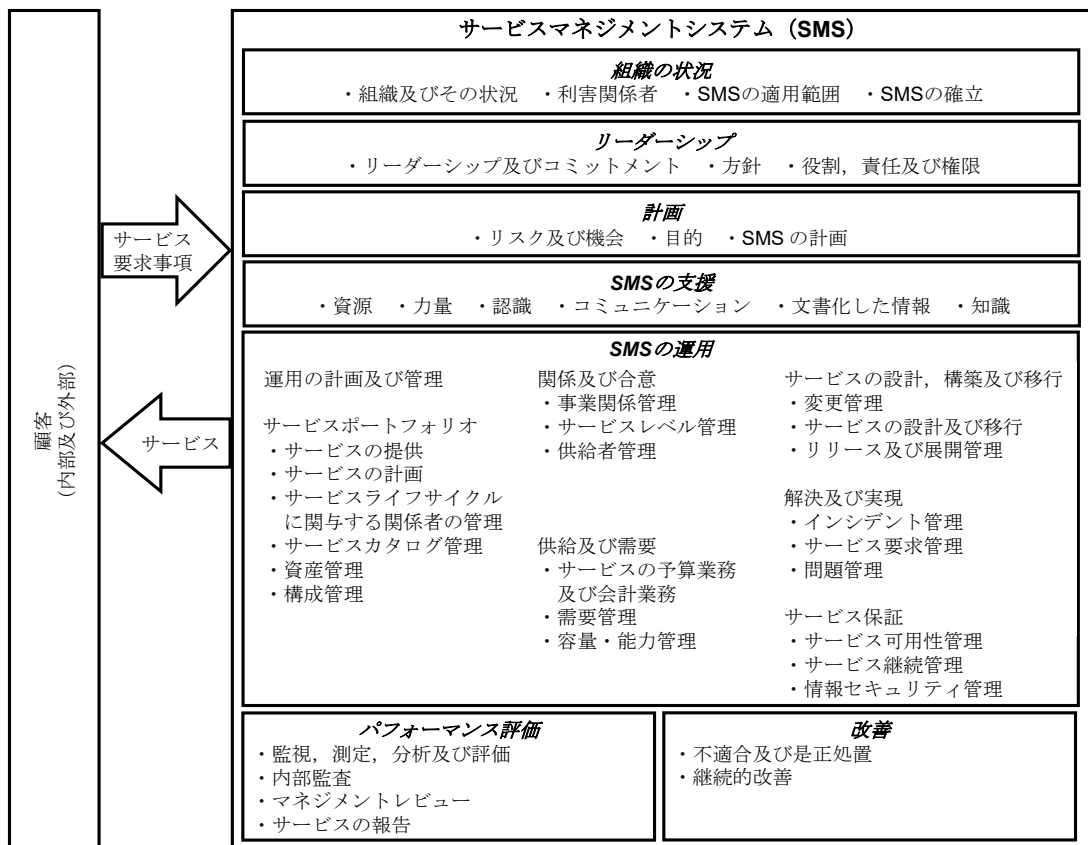 サービスマネジメントシステム（SMS）
組織の状況
・組織及びその状況　・利害関係者　・SMSの適用範囲　・SMSの確立
リーダーシップ
・リーダーシップ及びコミットメント　・方針　・役割，責任及び権限
計画
・リスク及び機会　・目的　・SMS の計画
SMSの支援
・資源　・力量　・認識　・コミュニケーション　・文書化した情報　・知識
顧客
（内部及び外部）
サービス
要求事項
サービス
SMSの運用
運用の計画及び管理
サービスポートフォリオ
・サービスの提供
・サービスの計画
・サービスライフサイクル
に関与する関係者の管理
・サービスカタログ管理
・資産管理
・構成管理
関係及び合意
・事業関係管理
・サービスレベル管理
・供給者管理
供給及び需要
・サービスの予算業務
及び会計業務
・需要管理
・容量・能力管理
サービスの設計，構築及び移行
・変更管理
・サービスの設計及び移行
・リリース及び展開管理
解決及び実現
・インシデント管理
・サービス要求管理
・問題管理
サービス保証
・サービス可用性管理
・サービス継続管理
・情報セキュリティ管理
パフォーマンス評価
・監視，測定，分析及び評価
・内部監査
・マネジメントレビュー
・サービスの報告
改善
・不適合及び是正処置
・継続的改善